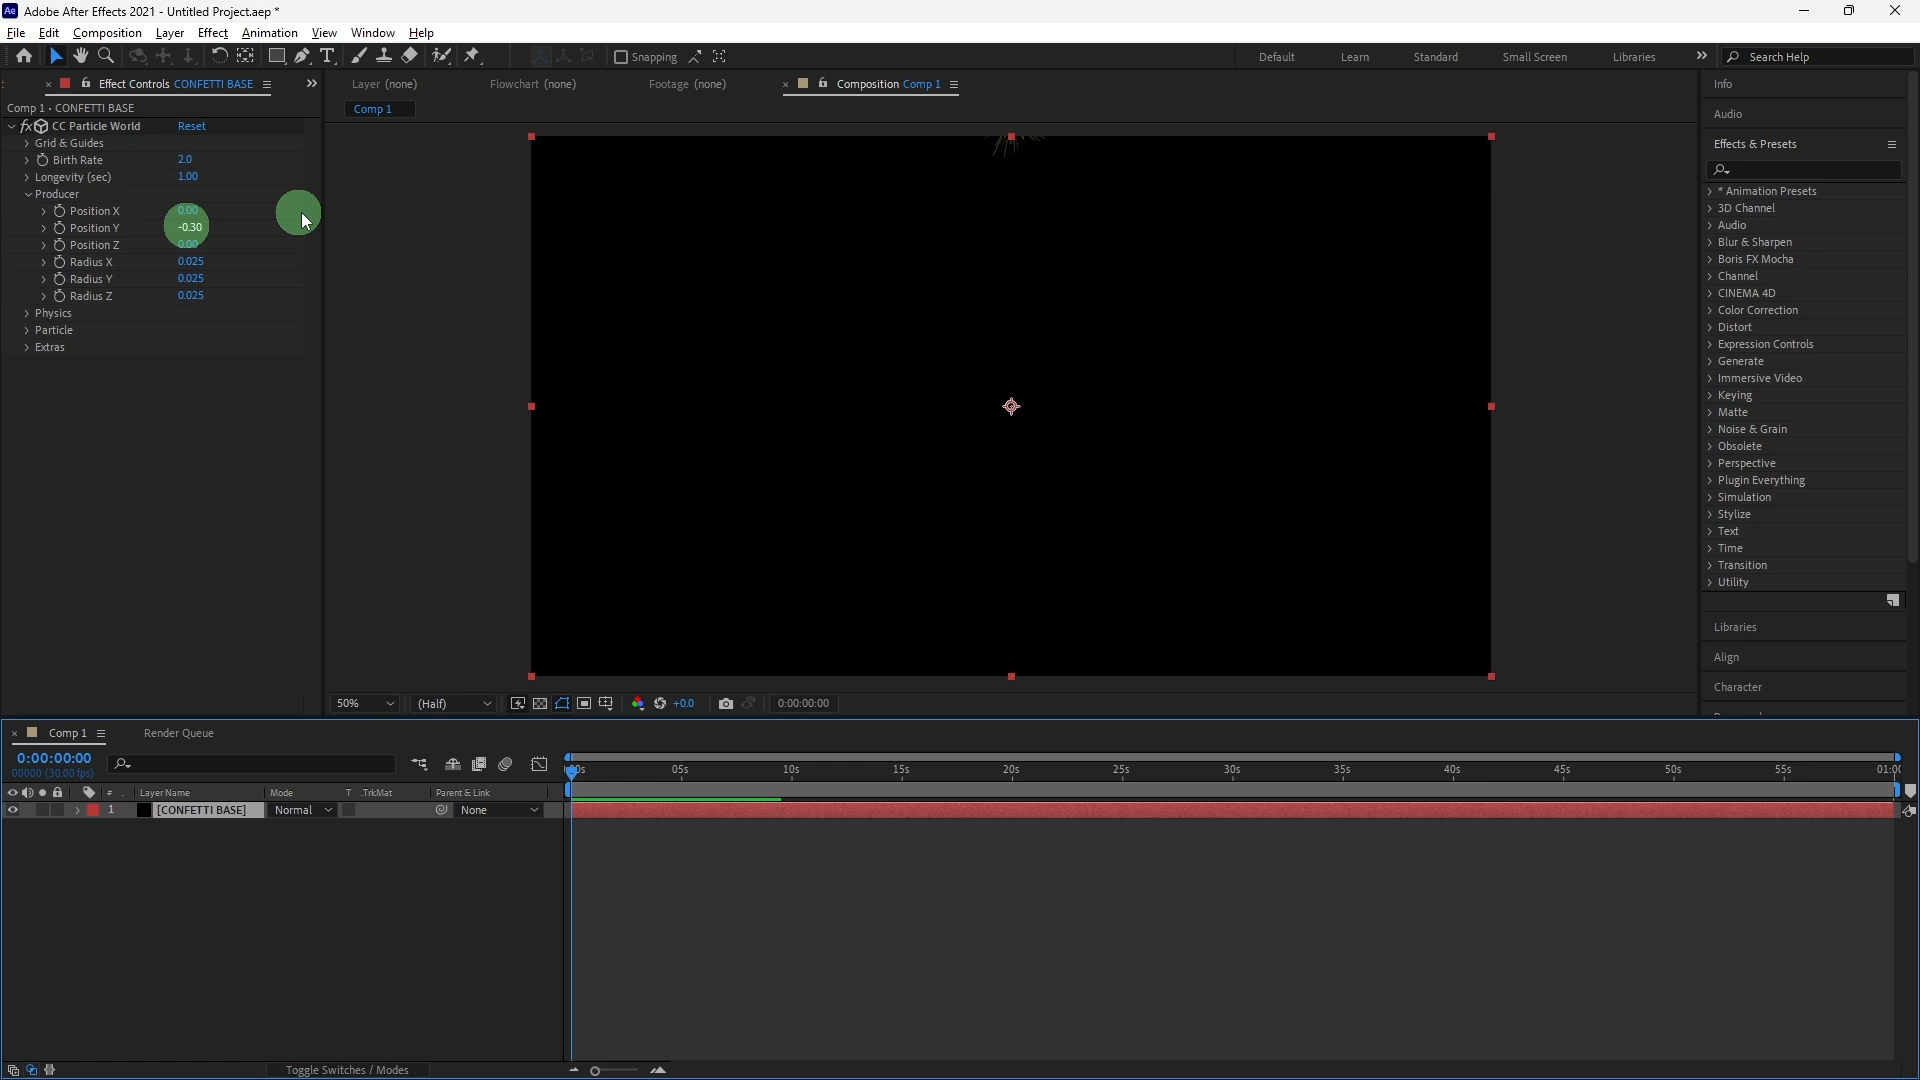 Ae Adobe After Effects 2021 - Untitled Project.aep *
File Edit Composition Layer Effect Animation View Window Help
Snapping
Default Learn Standard Small Screen Libraries
Search Help
Effect Controls CONFETTI BASE
Layer (none)
Flowchart (none)
Footage (none)
Composition Comp 1
Comp 1 • CONFETTI BASE
Comp 1
fx CC Particle World Reset
Grid & Guides
Birth Rate 2.0
Longevity (sec) 1.00
Producer
Position X 0.00
Position Y -0.30
Position Z 0.00
Radius X 0.025
Radius Y 0.025
Radius Z 0.025
Physics
Particle
Extras
50%
(Half)
+0.0
0:00:00:00
Info
Audio
Effects & Presets
* Animation Presets
3D Channel
Audio
Blur & Sharpen
Boris FX Mocha
Channel
CINEMA 4D
Color Correction
Distort
Expression Controls
Generate
Immersive Video
Keying
Matte
Noise & Grain
Obsolete
Perspective
Plugin Everything
Simulation
Stylize
Text
Time
Transition
Utility
Libraries
Align
Character
Comp 1
Render Queue
0:00:00:00
00000 (30.00 fps)
05s 10s 15s 20s 25s 30s 35s 40s 45s 50s 55s
# Layer Name Mode T .TrkMat Parent & Link
1 [CONFETTI BASE] Normal None
Toggle Switches / Modes